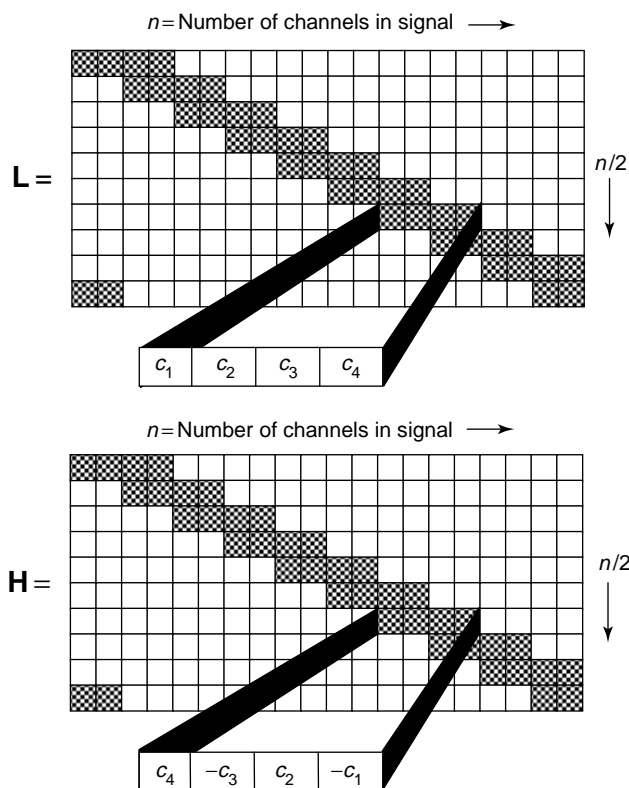 n = Number of channels in signal
L =
n/2
c1 c2 c3 c4
n = Number of channels in signal
H =
n/2
c4 −c3 c2 −c1